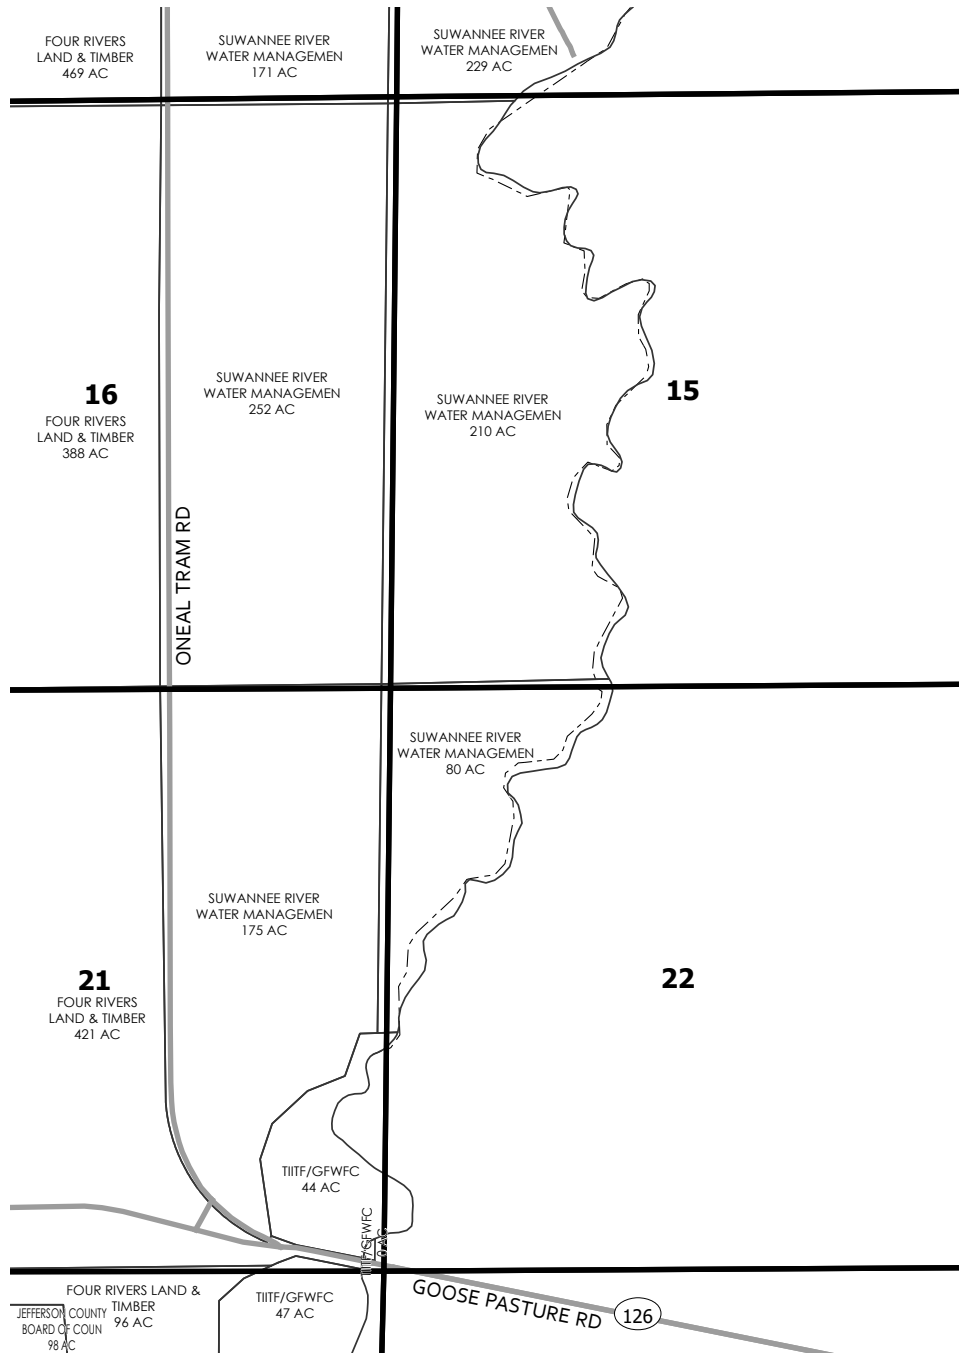 FOUR RIVERS
LAND & TIMBER
469 AC
SUWANNEE RIVER
WATER MANAGEMEN
171 AC
SUWANNEE RIVER
WATER MANAGEMEN
229 AC
16
FOUR RIVERS
LAND & TIMBER
388 AC
SUWANNEE RIVER
WATER MANAGEMEN
252 AC
SUWANNEE RIVER
WATER MANAGEMEN
210 AC
15
ONEAL TRAM RD
SUWANNEE RIVER
WATER MANAGEMEN
80 AC
SUWANNEE RIVER
WATER MANAGEMEN
175 AC
21
FOUR RIVERS
LAND & TIMBER
421 AC
22
TIITF/GFWFC
44 AC
TIITF/GFWFC
0 AC
FOUR RIVERS LAND &
TIMBER
96 AC
JEFFERSON COUNTY
BOARD OF COUN
98 AC
TIITF/GFWFC
47 AC
GOOSE PASTURE RD
126